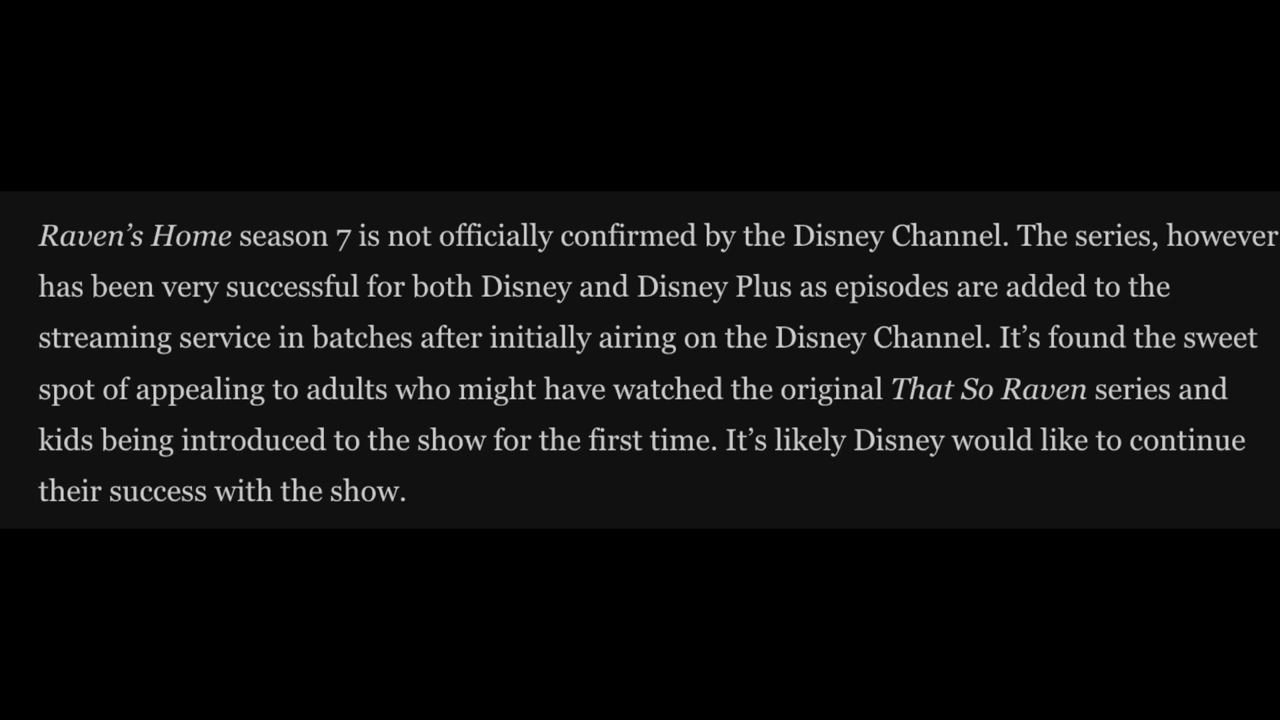 Raven’s Home season 7 is not officially confirmed by the Disney Channel. The series, however
has been very successful for both Disney and Disney Plus as episodes are added to the
streaming service in batches after initially airing on the Disney Channel. It’s found the sweet
spot of appealing to adults who might have watched the original That So Raven series and
kids being introduced to the show for the first time. It’s likely Disney would like to continue
their success with the show.